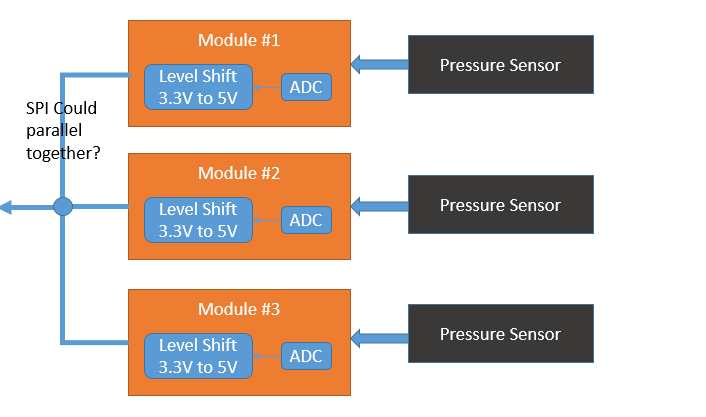 Module #1
Level Shift
3.3V to 5V
ADC
Pressure Sensor
SPI Could
parallel
together?
Module #2
Level Shift
3.3V to 5V
ADC
Pressure Sensor
Module #3
Level Shift
3.3V to 5V
ADC
Pressure Sensor